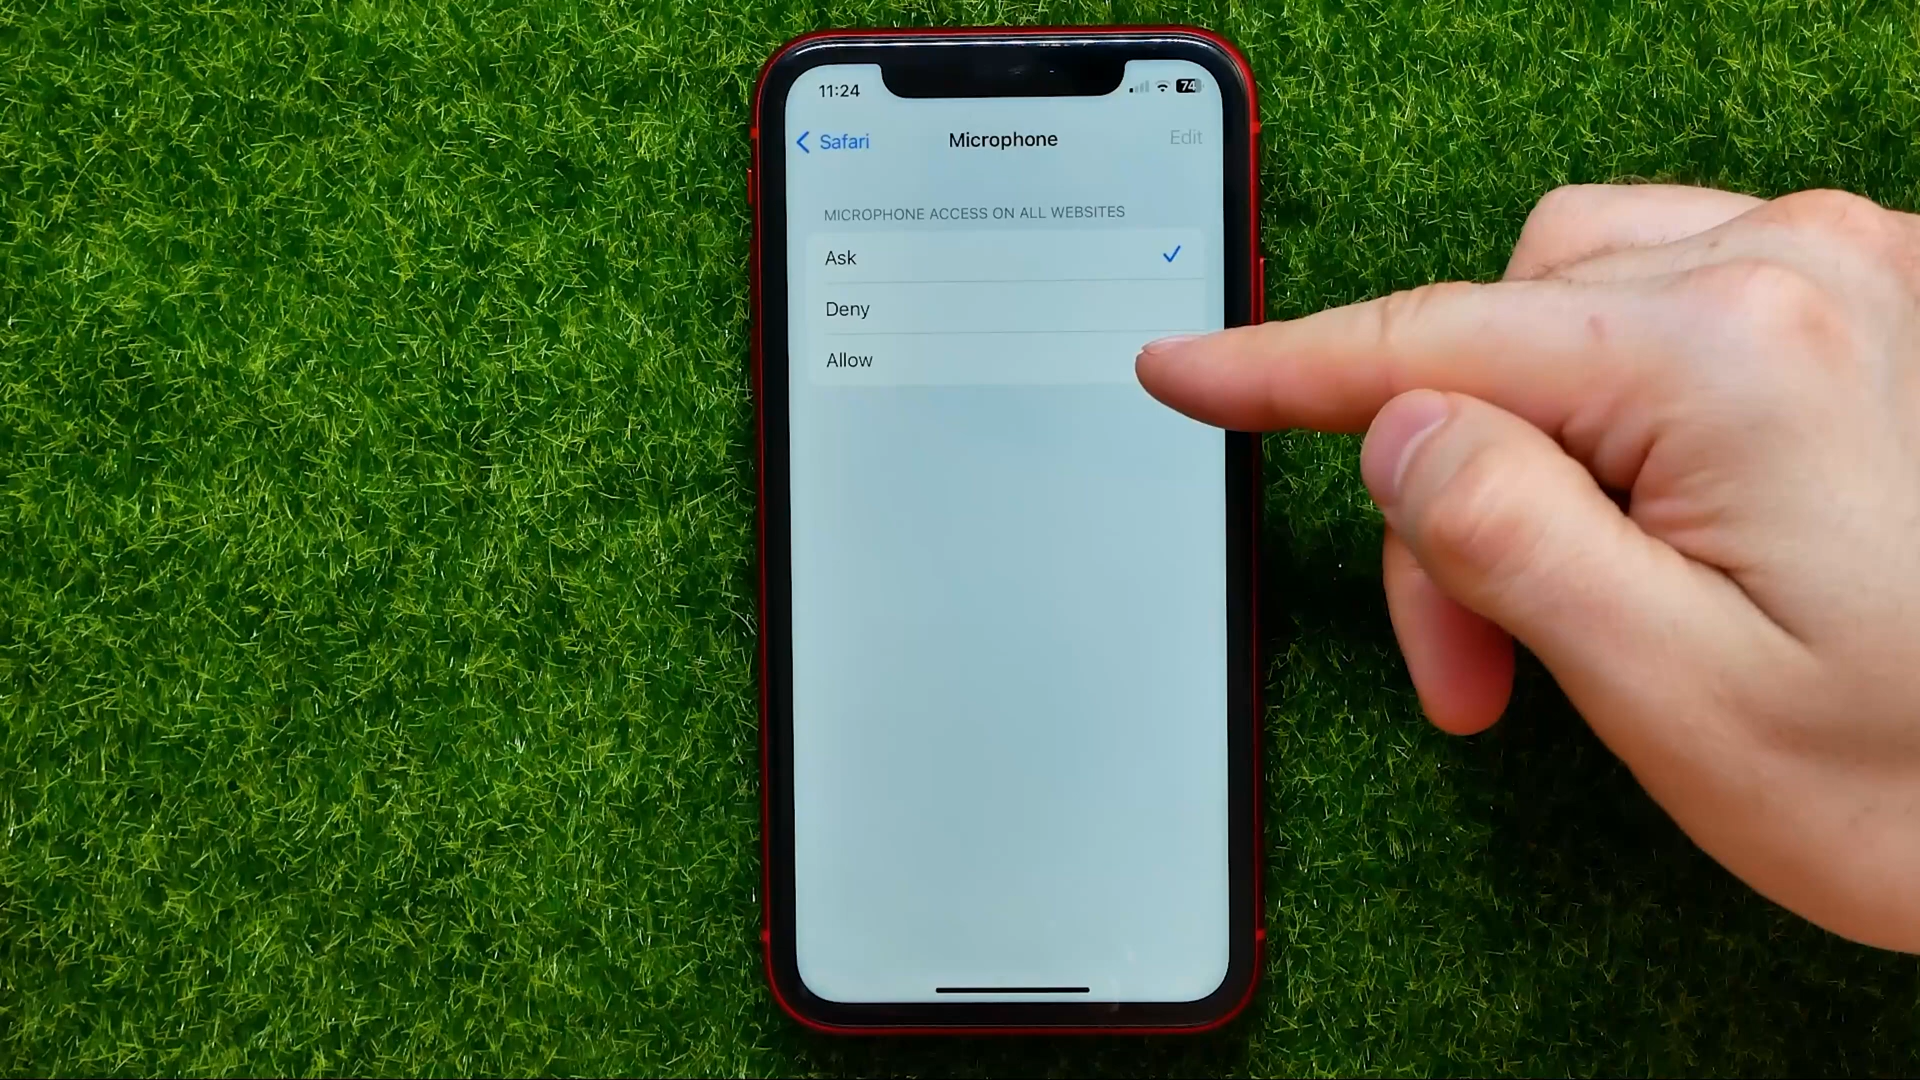 11:24
74
Safari
Microphone
Edit
MICROPHONE ACCESS ON ALL WEBSITES
Ask
Deny
Allow